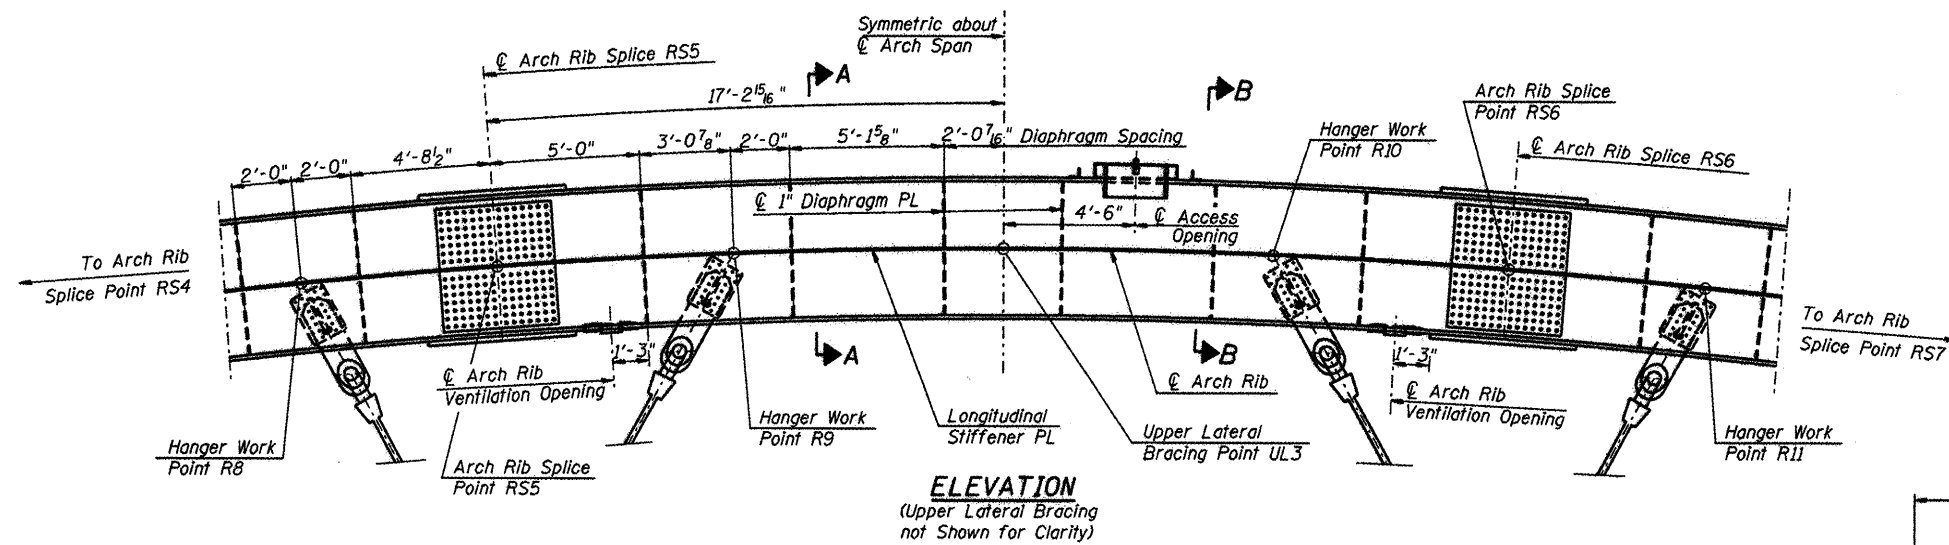 Symmetric about
℄ Arch Span
℄ Arch Rib Splice RS5
A
B
17'-2 15/16"
Arch Rib Splice
Point RS6
2'-0" 2'-0" 4'-8 1/2" 5'-0" 3'-0 7/8" 2'-0" 5'-1 5/8" 2'-0 7/16" Diaphragm Spacing
Hanger Work
Point R10
℄ Arch Rib Splice RS6
℄ 1" Diaphragm PL
4'-6"
℄ Access
Opening
To Arch Rib
Splice Point RS4
To Arch Rib
Splice Point RS7
1'-3"
A
B
1'-3"
℄ Arch Rib
Ventilation Opening
℄ Arch Rib
℄ Arch Rib
Ventilation Opening
Hanger Work
Point R8
Arch Rib Splice
Point RS5
Hanger Work
Point R9
Longitudinal
Stiffener PL
Upper Lateral
Bracing Point UL3
Hanger Work
Point R11
ELEVATION
(Upper Lateral Bracing
not Shown for Clarity)